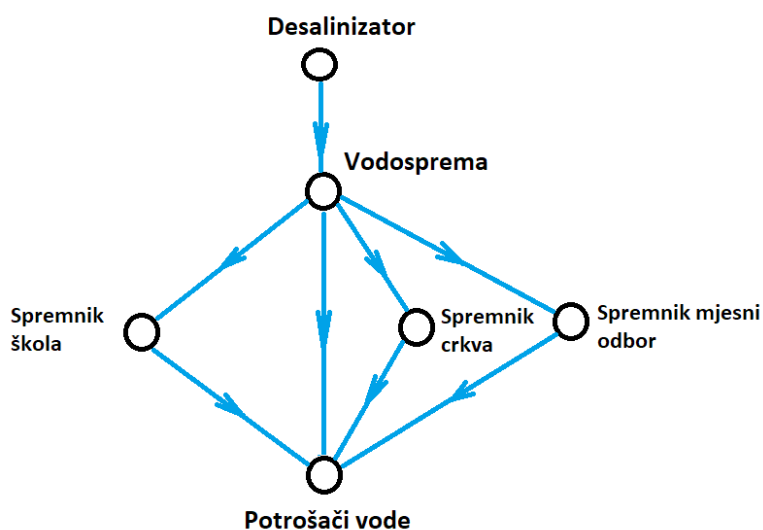 Desalinizator
Vodosprema
Spremnik
škola
Spremnik
crkva
Spremnik mjesni
odbor
Potrošači vode